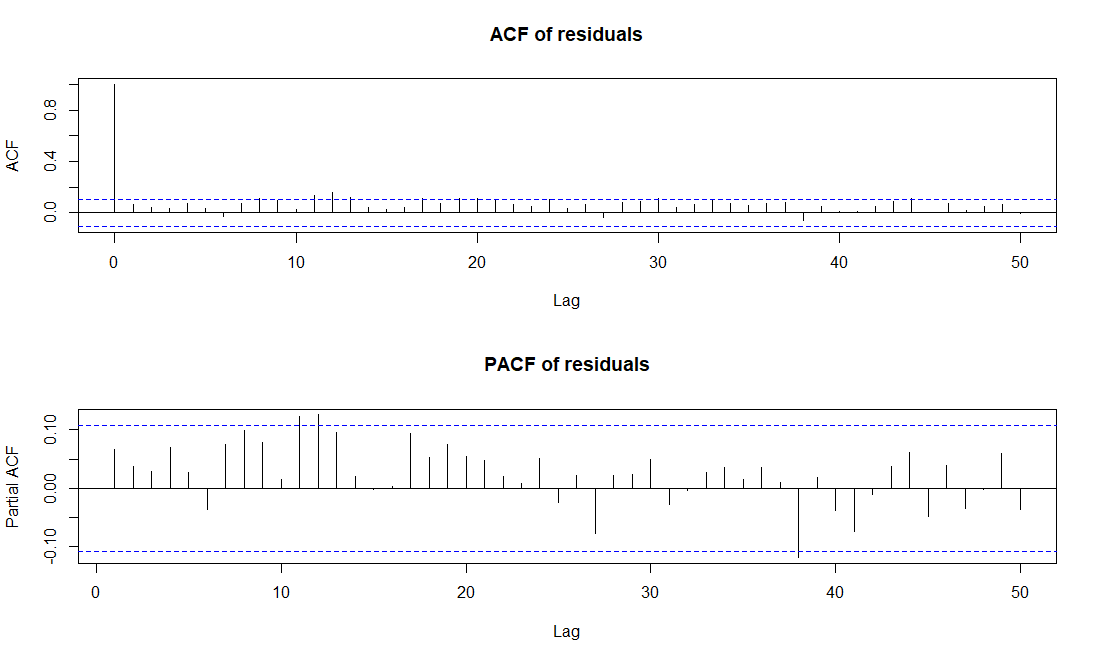 ACF of residuals
ACF
0.0 0.4 0.8
0 10 20 30 40 50
Lag
PACF of residuals
Partial ACF
-0.10 0.00 0.10
0 10 20 30 40 50
Lag